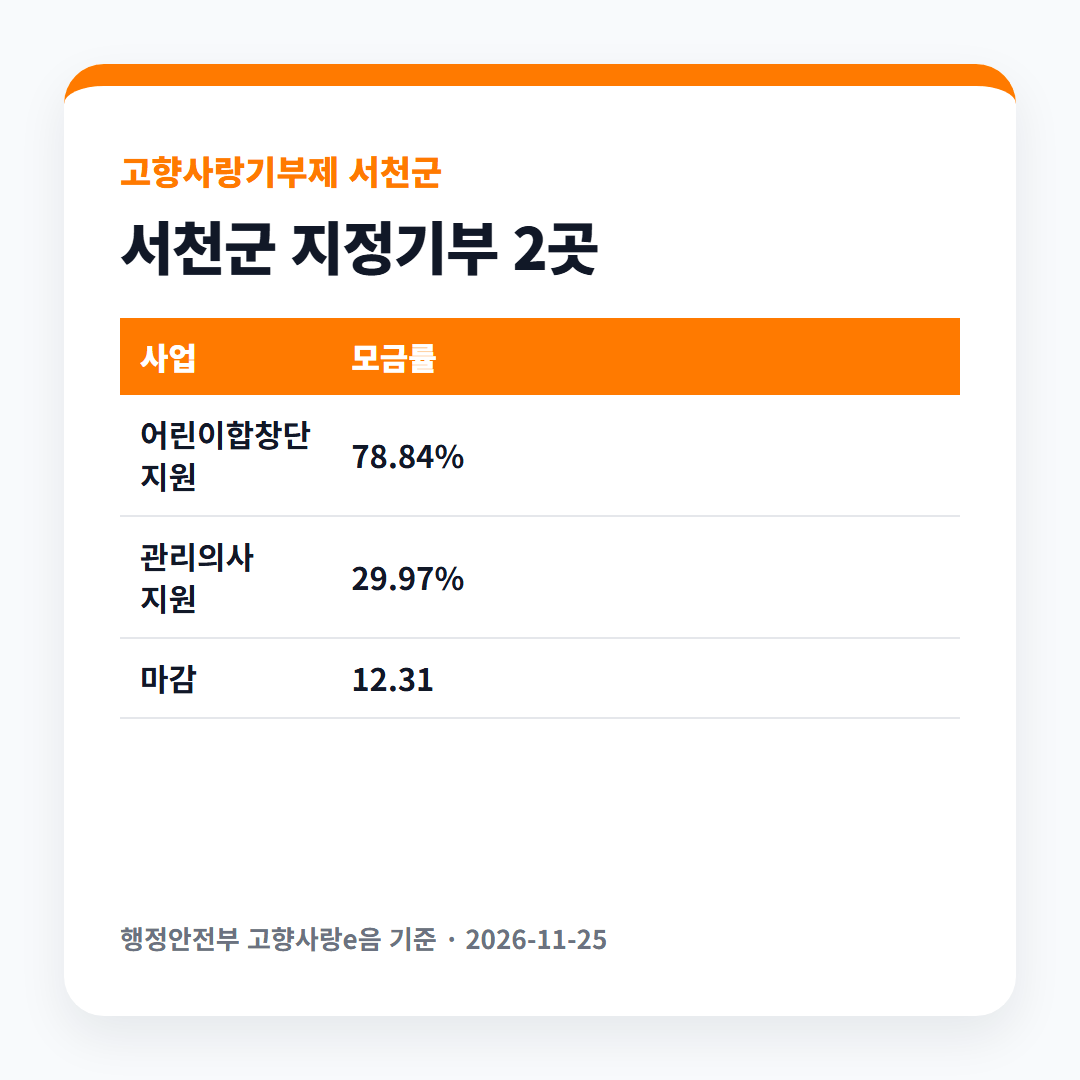 고향사랑기부제 서천군
서천군 지정기부 2곳
사업 모금률
어린이합창단
지원
78.84%
관리의사
지원
29.97%
마감 12.31
행정안전부 고향사랑e음 기준 · 2026-11-25